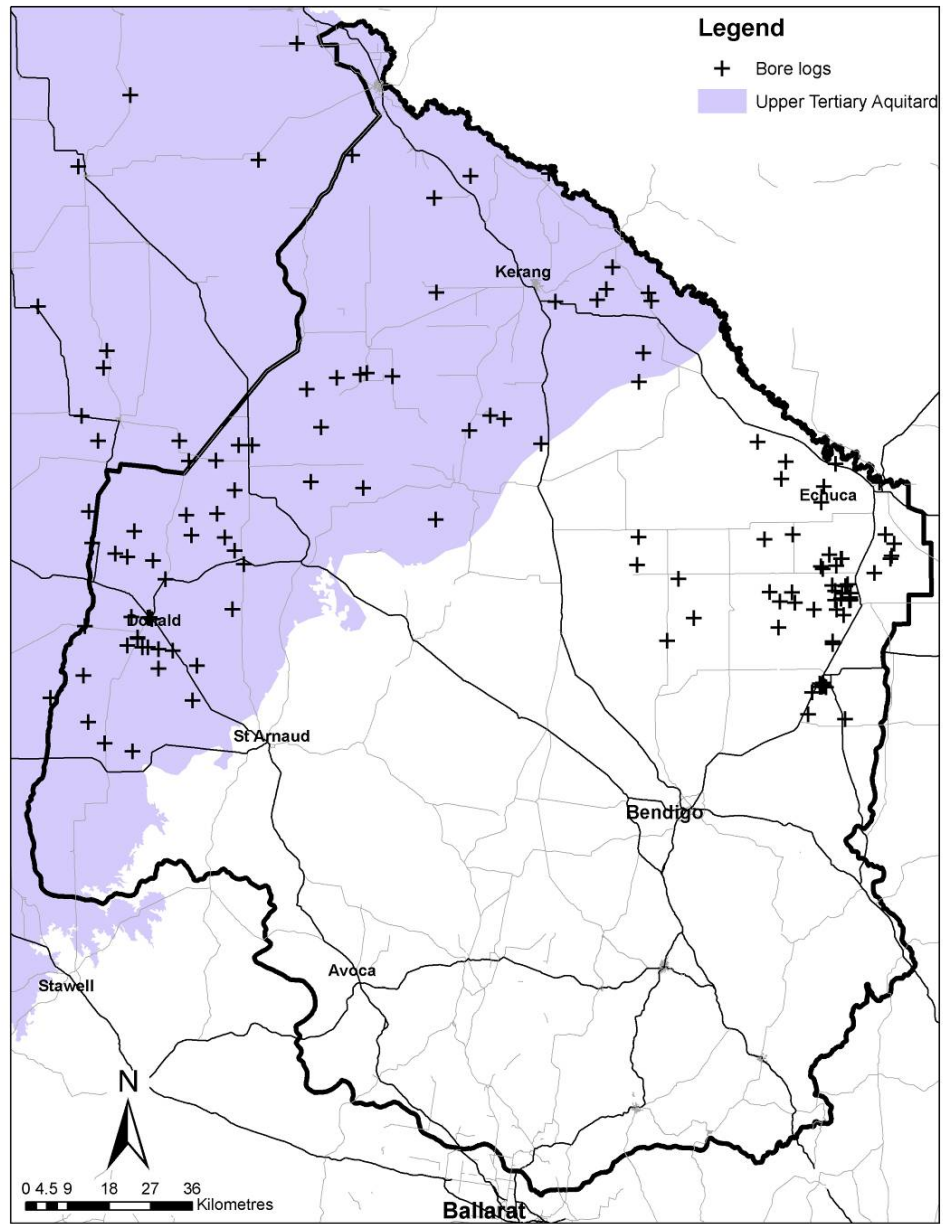 Legend
Bore logs
Upper Tertiary Aquitard
Kerang
Echuca
Donald
St Arnaud
Bendigo
Avoca
Stawell
N
0 4.5 9 18 27 36
Kilometres
Ballarat